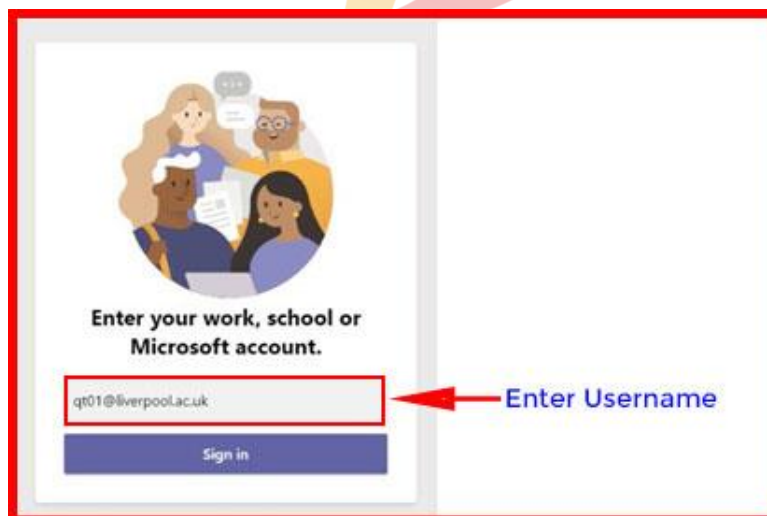 Enter your work, school or
Microsoft account.
qt01@liverpool.ac.uk
Enter Username
Sign in